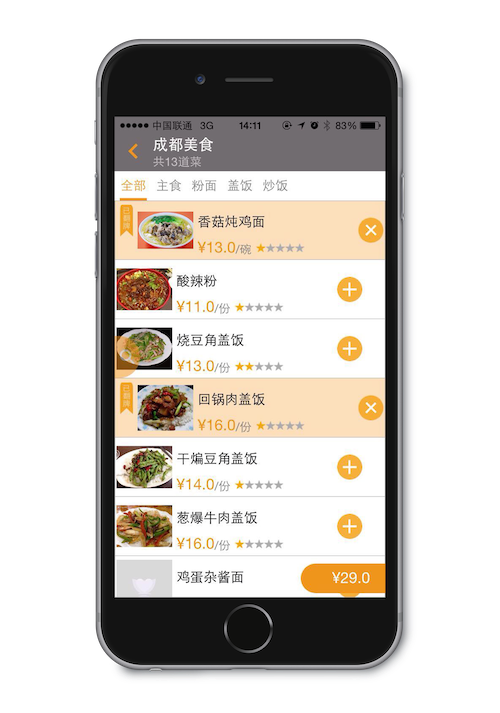 中国联通 3G 14:11 83%
成都美食
共13道菜
全部 主食 粉面 盖饭 炒饭
香菇炖鸡面
¥13.0/碗
酸辣粉
¥11.0/份
烧豆角盖饭
¥13.0/份
回锅肉盖饭
¥16.0/份
干煸豆角盖饭
¥14.0/份
葱爆牛肉盖饭
¥16.0/份
鸡蛋杂酱面
¥29.0